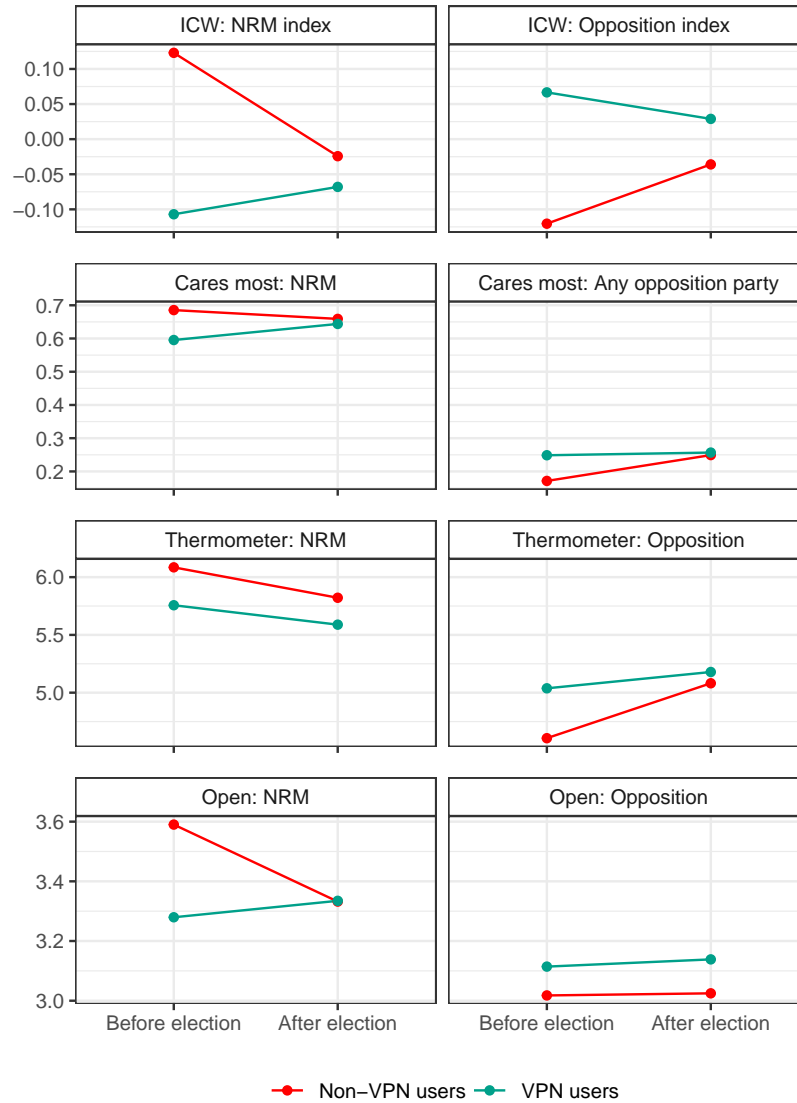 ICW: NRM index
ICW: Opposition index
0.10
0.05
0.00
−0.05
−0.10
Cares most: NRM
Cares most: Any opposition party
0.7
0.6
0.5
0.4
0.3
0.2
Thermometer: NRM
Thermometer: Opposition
6.0
5.5
5.0
Open: NRM
Open: Opposition
3.6
3.4
3.2
3.0
Before election After election Before election After election
Non−VPN users VPN users